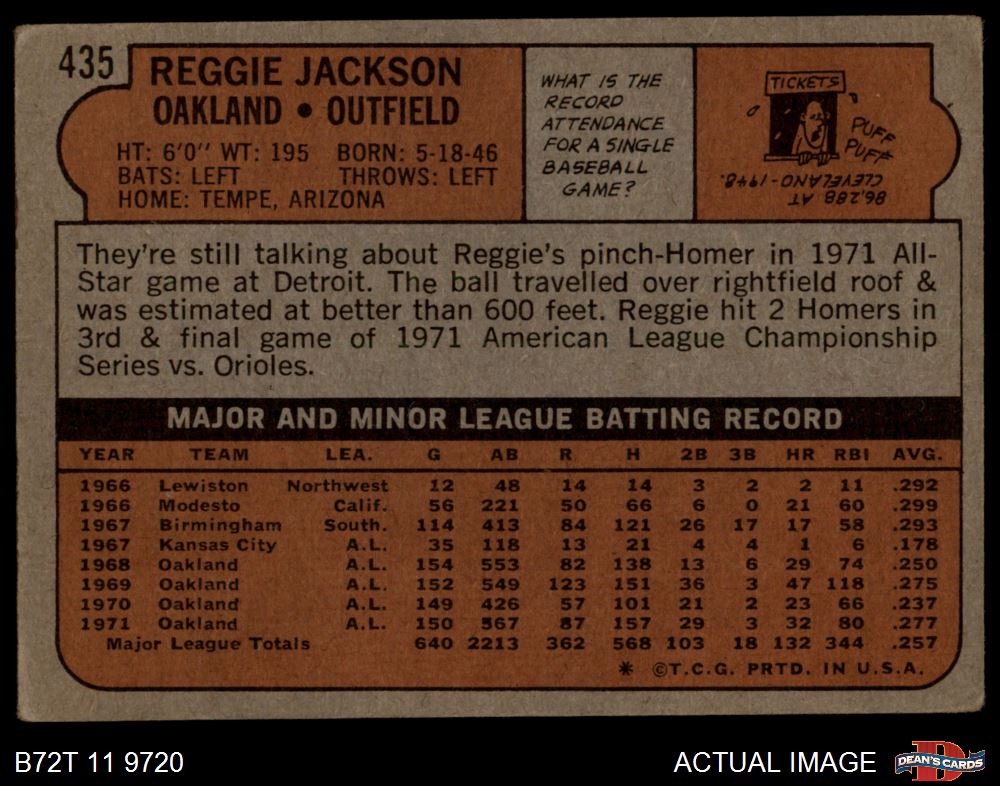 435
REGGIE JACKSON
OAKLAND • OUTFIELD
HT: 6'0" WT: 195 BORN: 5-18-46
BATS: LEFT THROWS: LEFT
HOME: TEMPE, ARIZONA
WHAT IS THE
RECORD
ATTENDANCE
FOR A SINGLE
BASEBALL
GAME?
TICKETS
PUFF
PUFF
86,288 AT
CLEVELAND-1948.
They're still talking about Reggie's pinch-Homer in 1971 All-
Star game at Detroit. The ball travelled over rightfield roof &
was estimated at better than 600 feet. Reggie hit 2 Homers in
3rd & final game of 1971 American League Championship
Series vs. Orioles.
MAJOR AND MINOR LEAGUE BATTING RECORD
YEAR TEAM LEA. G AB R H 2B 3B HR RBI AVG.
1966 Lewiston Northwest 12 48 14 14 3 2 2 11 .292
1966 Modesto Calif. 56 221 50 66 6 0 21 60 .299
1967 Birmingham South. 114 413 84 121 26 17 17 58 .293
1967 Kansas City A.L. 35 118 13 21 4 4 1 6 .178
1968 Oakland A.L. 154 553 82 138 13 6 29 74 .250
1969 Oakland A.L. 152 549 123 151 36 3 47 118 .275
1970 Oakland A.L. 149 426 57 101 21 2 23 66 .237
1971 Oakland A.L. 150 567 87 157 29 3 32 80 .277
Major League Totals 640 2213 362 568 103 18 132 344 .257
* ©T.C.G. PRTD. IN U.S.A.
B72T 11 9720
ACTUAL IMAGE
D
DEAN'S CARDS